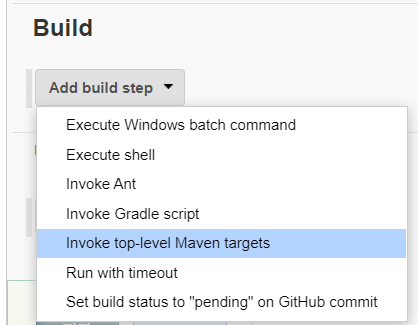 Build
Add build step
Execute Windows batch command
Execute shell
Invoke Ant
Invoke Gradle script
Invoke top-level Maven targets
Run with timeout
Set build status to "pending" on GitHub commit